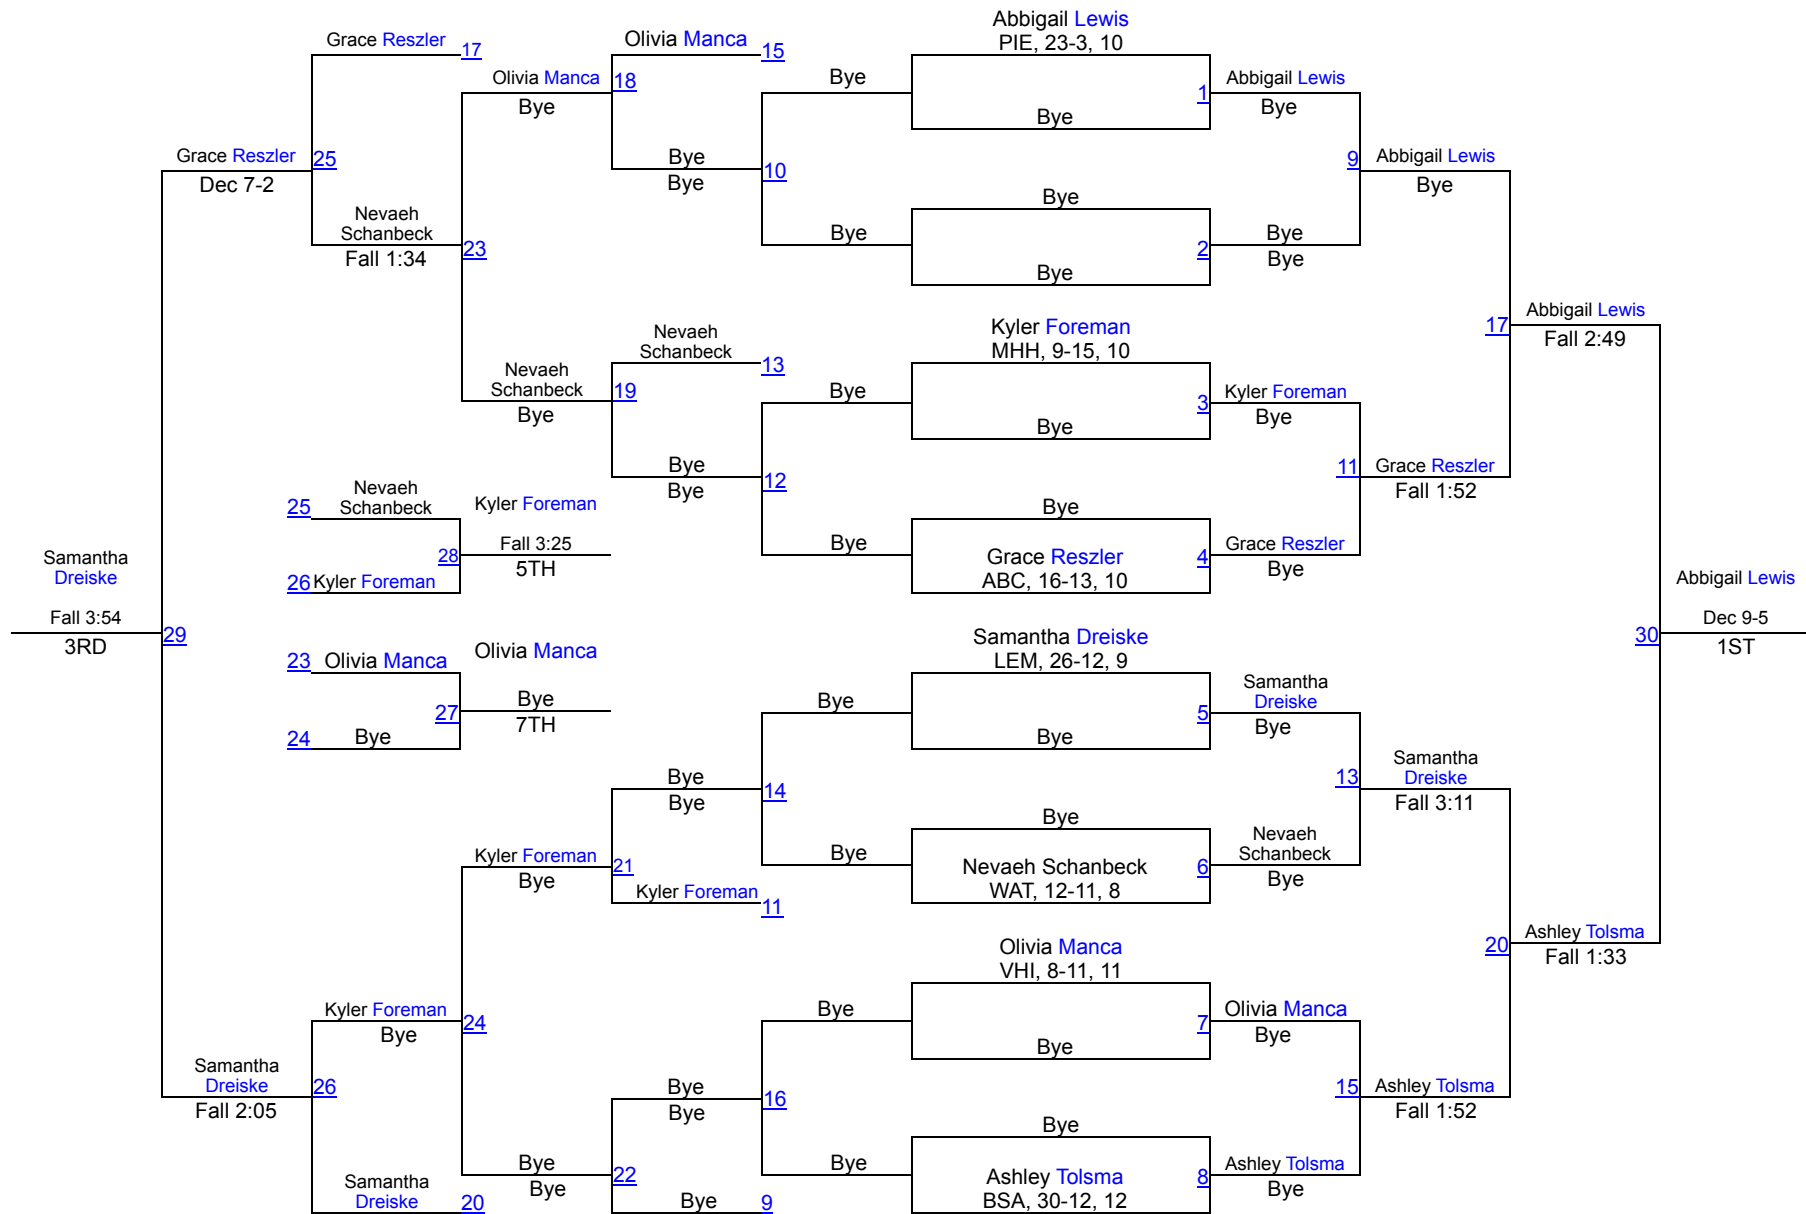 Abbigail Lewis
PIE, 23-3, 10
Grace Reszler 17
Olivia Manca 15
Olivia Manca 18
Bye
Bye
1 Abbigail Lewis
Bye
Bye
Grace Reszler 25
Dec 7-2
Bye
Bye
10
9 Abbigail Lewis
Bye
Nevaeh
Schanbeck
Fall 1:34
23
Bye
Bye
Bye
2
Bye
Bye
Kyler Foreman
MHH, 9-15, 10
17 Abbigail Lewis
Fall 2:49
Nevaeh
Schanbeck 13
Nevaeh
Schanbeck
Bye
19
Bye
Bye
3 Kyler Foreman
Bye
Bye
Bye
12
11 Grace Reszler
Fall 1:52
25 Nevaeh
Schanbeck
Kyler Foreman
28 Fall 3:25
5TH
26 Kyler Foreman
Bye
Bye
Grace Reszler
ABC, 16-13, 10
4 Grace Reszler
Bye
Samantha
Dreiske
Fall 3:54
3RD
29
Abbigail Lewis
30 Dec 9-5
1ST
23 Olivia Manca
Olivia Manca
27 Bye
7TH
24 Bye
Samantha Dreiske
LEM, 26-12, 9
Bye
Bye
5
Samantha
Dreiske
Bye
Bye
Bye
14
13
Samantha
Dreiske
Fall 3:11
Kyler Foreman 21
Bye
Kyler Foreman 11
Bye
Bye
Nevaeh Schanbeck
WAT, 12-11, 8
6
Nevaeh
Schanbeck
Bye
20 Ashley Tolsma
Fall 1:33
Olivia Manca
VHI, 8-11, 11
Kyler Foreman 24
Bye
Bye
Bye
7 Olivia Manca
Bye
Samantha
Dreiske
Fall 2:05
26
Bye
Bye
16
15 Ashley Tolsma
Fall 1:52
Samantha
Dreiske 20
Bye
Bye
22
Bye 9
Bye
Bye
Ashley Tolsma
BSA, 30-12, 12
8 Ashley Tolsma
Bye